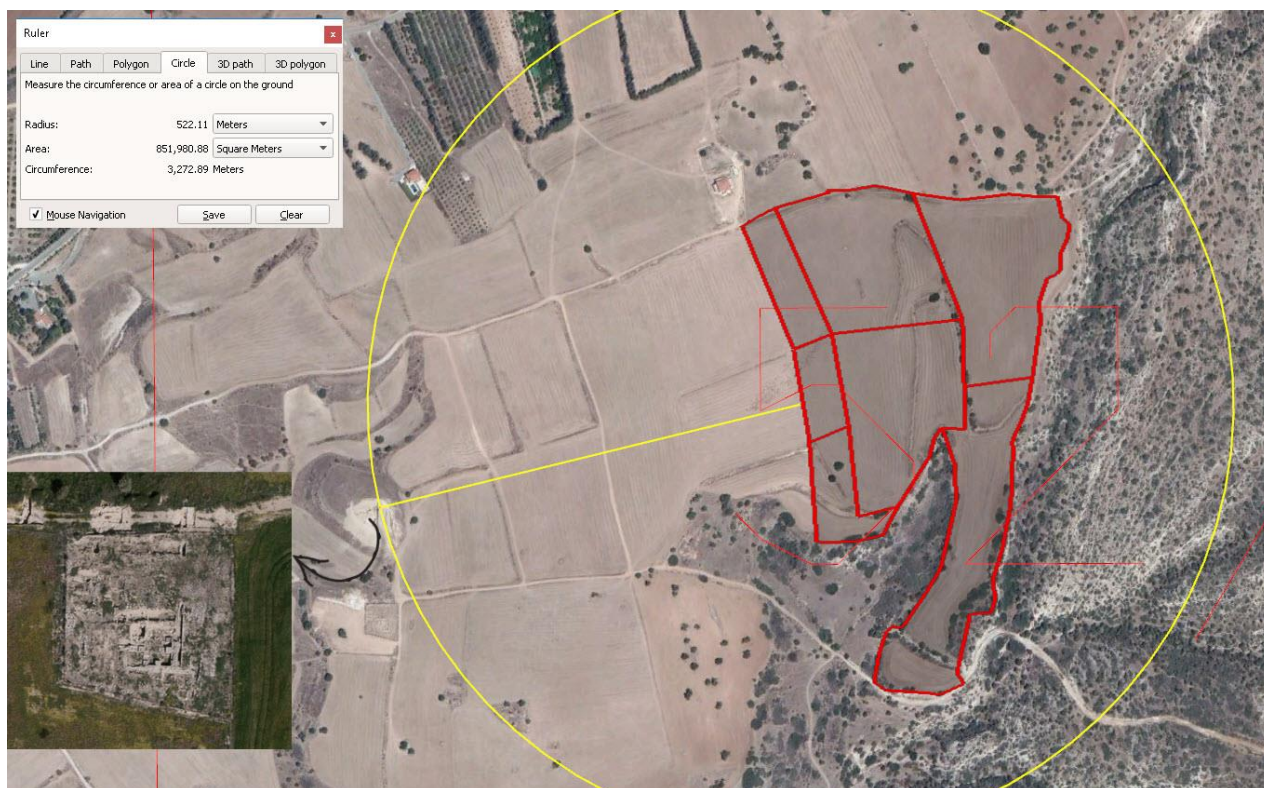 Ruler
x
Line Path Polygon Circle 3D path 3D polygon
Measure the circumference or area of a circle on the ground
Radius: 522.11 Meters
Area: 851,980.88 Square Meters
Circumference: 3,272.89 Meters
Mouse Navigation Save Clear